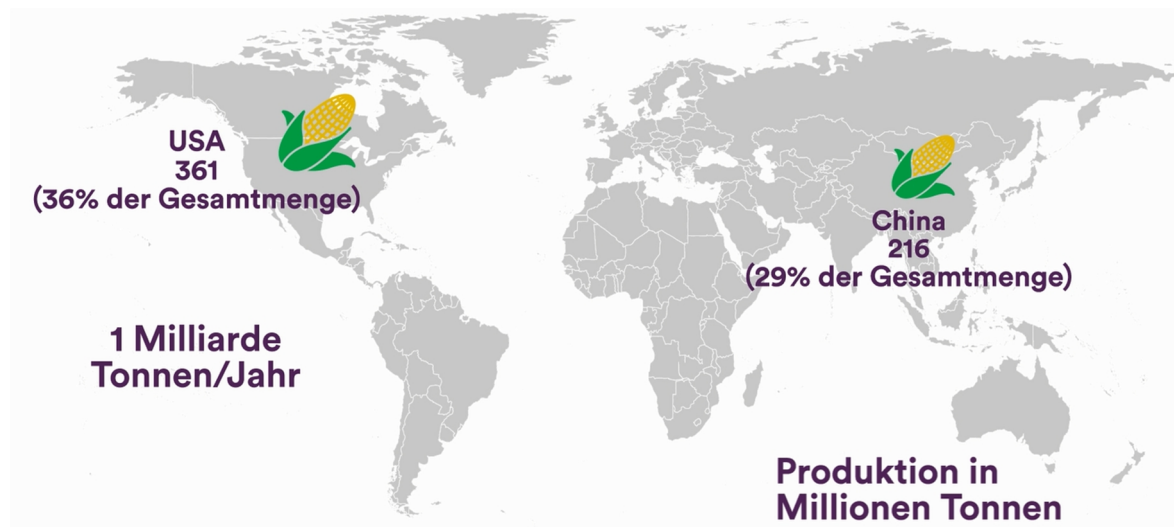 USA
361
(36% der Gesamtmenge)
China
216
(29% der Gesamtmenge)
1 Milliarde
Tonnen/Jahr
Produktion in
Millionen Tonnen